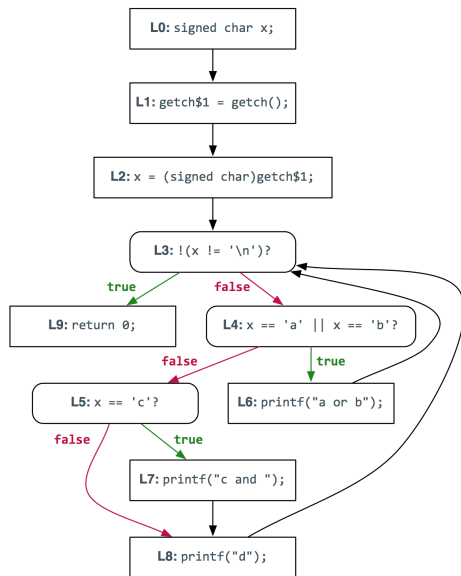 L0: signed char x;
L1: getch$1 = getch();
L2: x = (signed char)getch$1;
L3: !(x != '\n')?
true
false
L9: return 0;
L4: x == 'a' || x == 'b'?
false
true
L5: x == 'c'?
L6: printf("a or b");
false
true
L7: printf("c and ");
L8: printf("d");